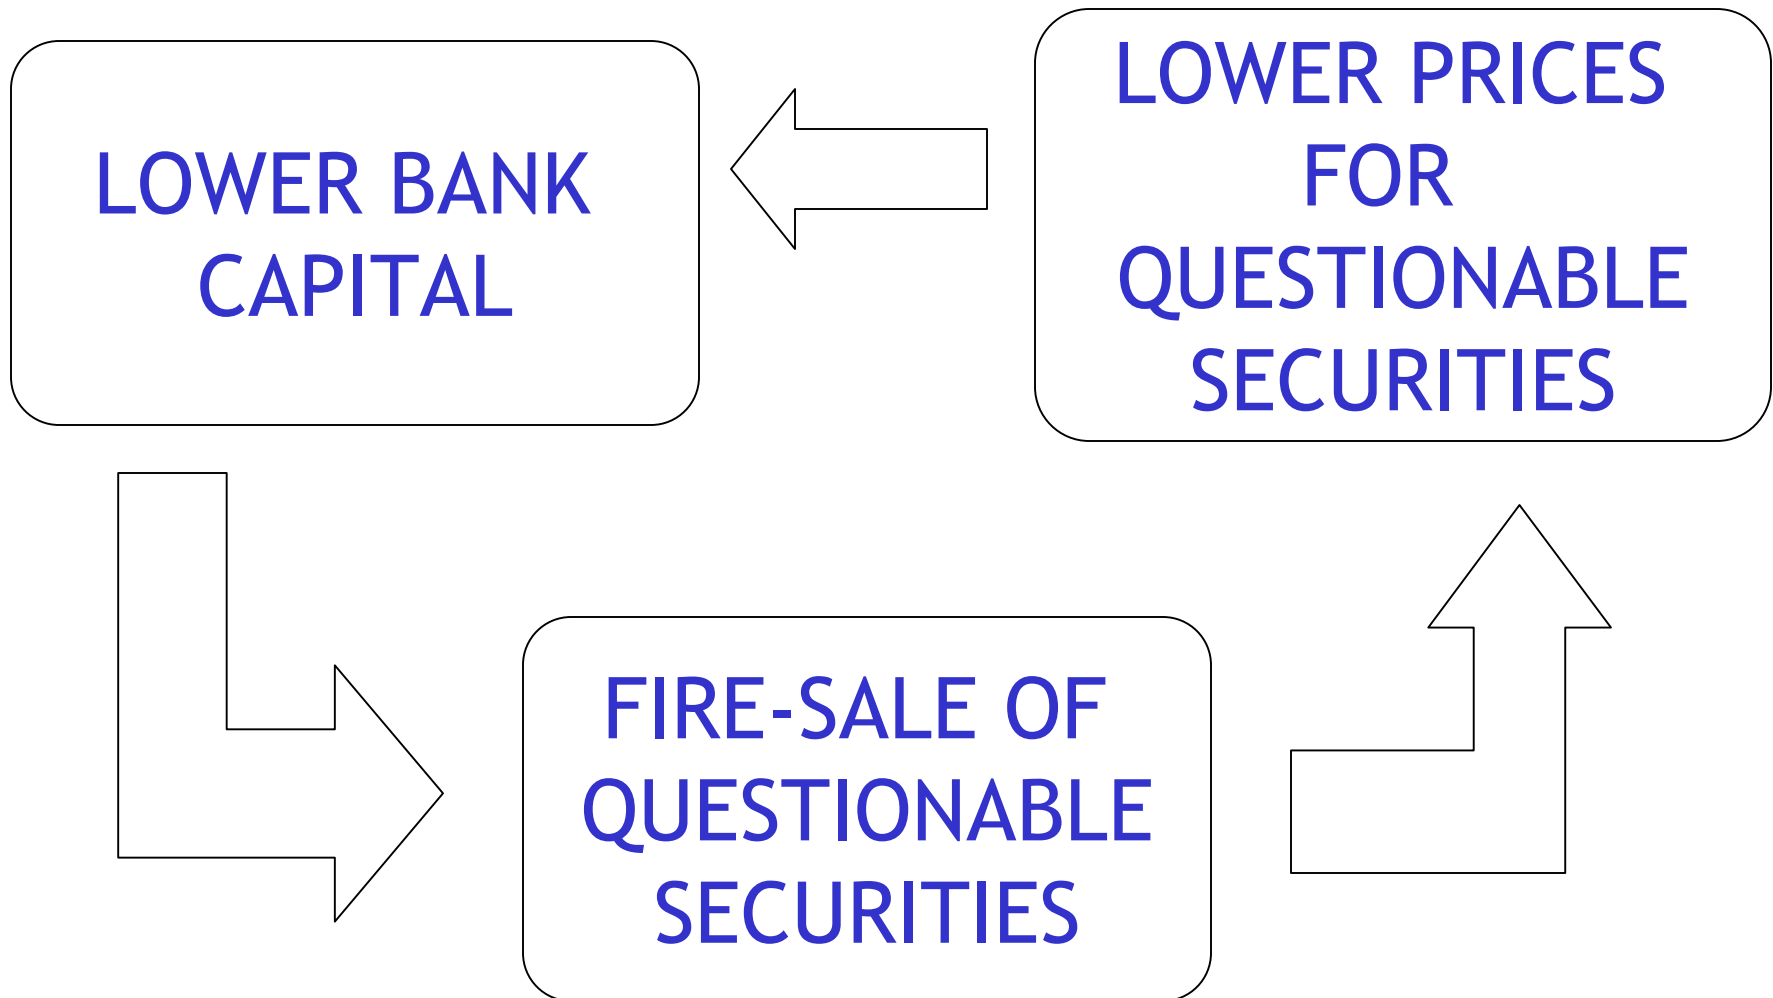 LOWER BANK
CAPITAL
LOWER PRICES
FOR
QUESTIONABLE
SECURITIES
FIRE-SALE OF
QUESTIONABLE
SECURITIES